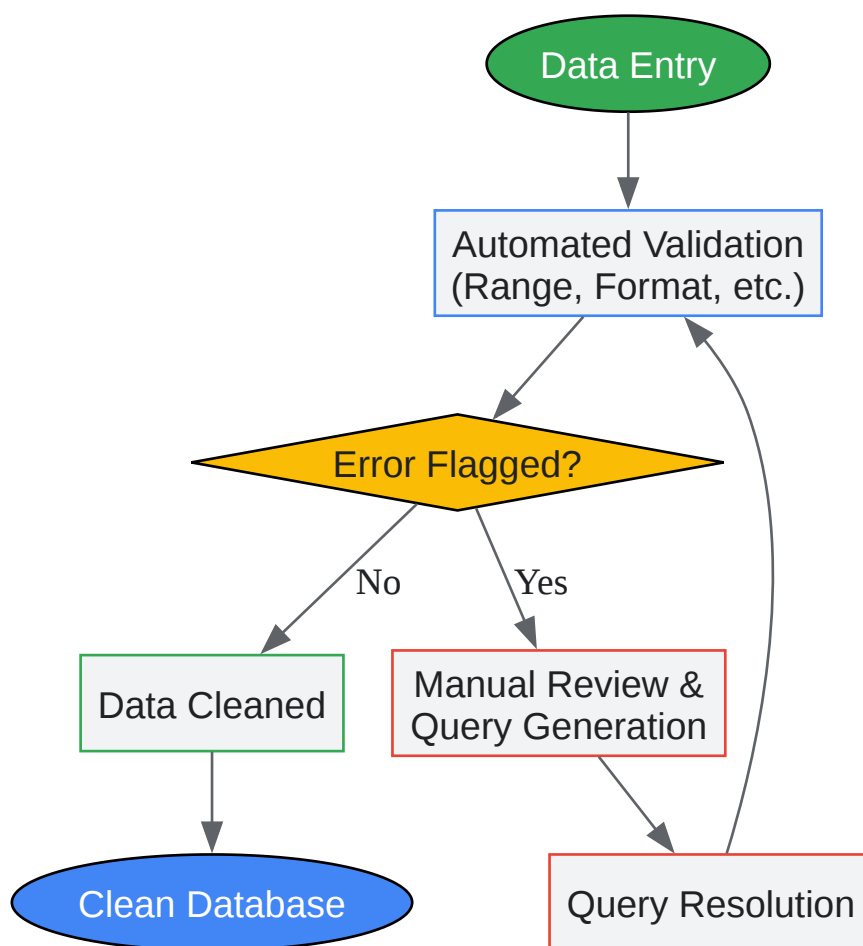 Data Entry
Automated Validation
(Range, Format, etc.)
Error Flagged?
No
Yes
Data Cleaned
Manual Review &
Query Generation
Clean Database
Query Resolution